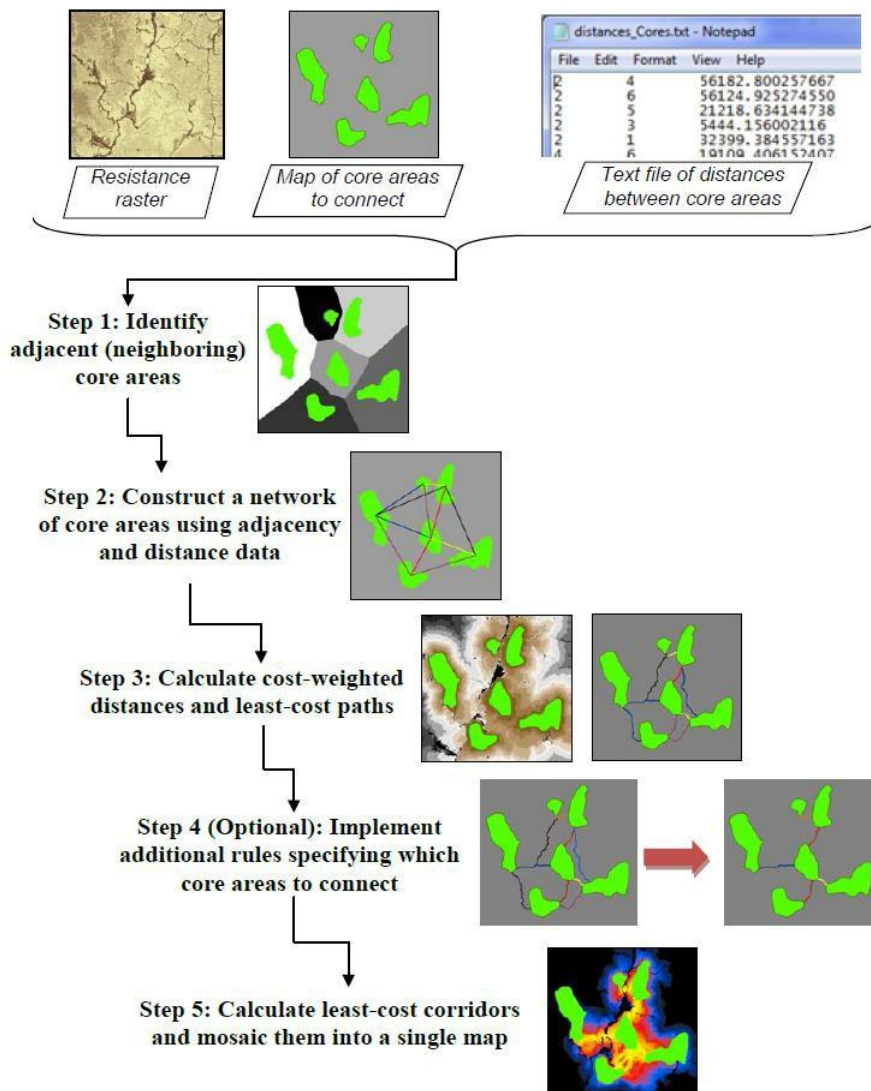 distances_Cores.txt - Notepad
File Edit Format View Help
2 4 56182.800257667
2 6 56124.925274550
2 5 21218.634144738
2 3 5444.156002116
2 1 32399.384557163
4 6 19109.406152407
Resistance
raster
Map of core areas
to connect
Text file of distances
between core areas
Step 1: Identify
adjacent (neighboring)
core areas
Step 2: Construct a network
of core areas using adjacency
and distance data
Step 3: Calculate cost-weighted
distances and least-cost paths
Step 4 (Optional): Implement
additional rules specifying which
core areas to connect
Step 5: Calculate least-cost corridors
and mosaic them into a single map